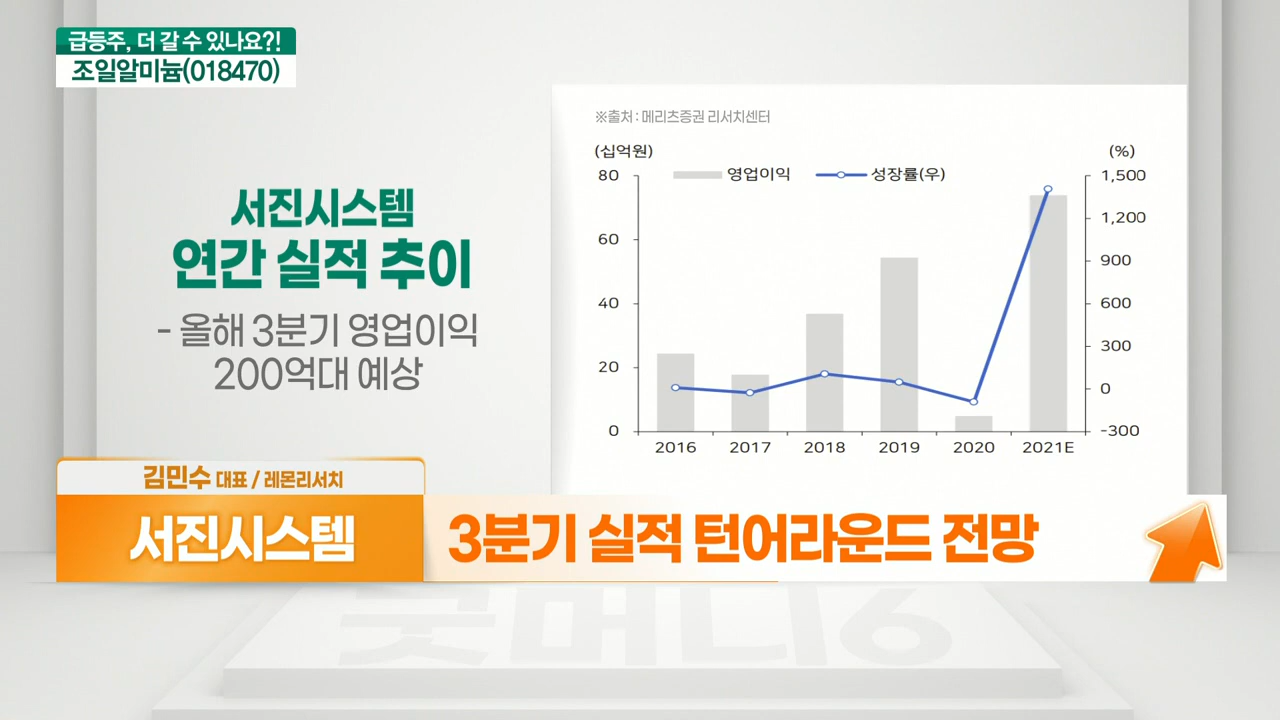 급등주, 더 갈 수 있나요?!
조일알미늄(018470)
서진시스템
연간 실적 추이
- 올해 3분기 영업이익
200억대 예상
※출처 : 메리츠증권 리서치센터
(십억원)
(%)
영업이익
성장률(우)
80
60
40
20
0
1,500
1,200
900
600
300
0
-300
2016
2017
2018
2019
2020
2021E
김민수 대표 / 레몬리서치
서진시스템
3분기 실적 턴어라운드 전망
굿머니6